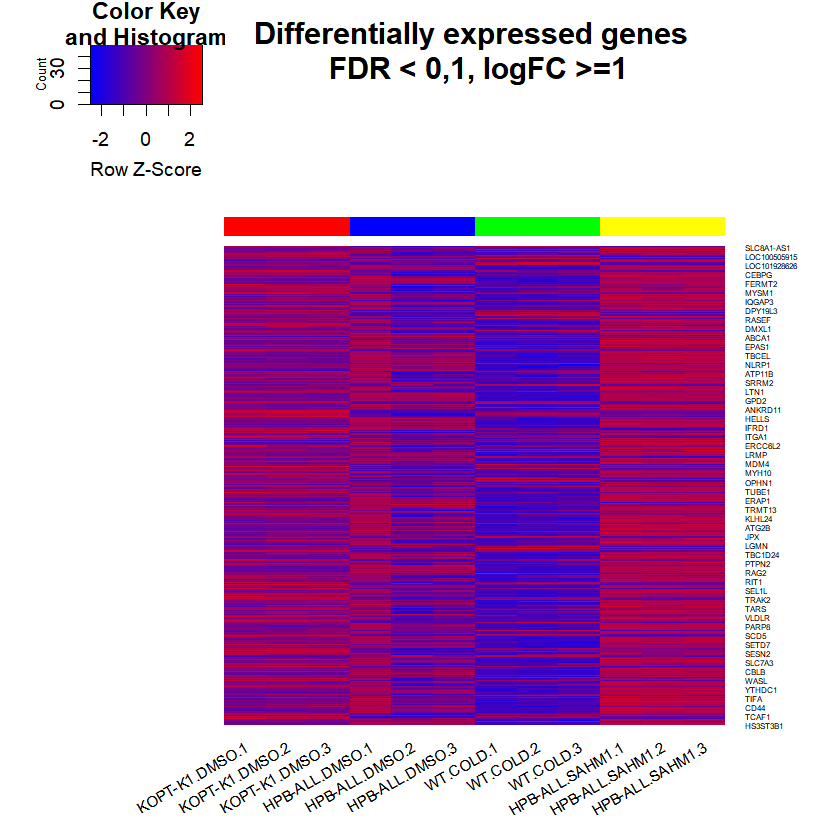 Color Key
and Histogram
Count
0
30
-2 0 2
Row Z-Score
Differentially expressed genes
FDR < 0,1, logFC >=1
SLC8A1-AS1
LOC100505915
LOC101928626
CEBPG
FERMT2
MYSM1
IQGAP3
DPY19L3
RASEF
DMXL1
ABCA1
EPAS1
TBCEL
NLRP1
ATP11B
SRRM2
LTN1
GPD2
ANKRD11
HELLS
IFRD1
ITGA1
ERCC6L2
LRMP
MDM4
MYH10
OPHN1
TUBE1
ERAP1
TRMT13
KLHL24
ATG2B
JPX
LGMN
TBC1D24
PTPN2
RAG2
RIT1
SEL1L
TRAK2
TARS
VLDLR
PARP8
SCD5
SETD7
SESN2
SLC7A3
CBLB
WASL
YTHDC1
TIFA
CD44
TCAF1
HS3ST3B1
KOPT-K1.DMSO.1
KOPT-K1.DMSO.2
KOPT-K1.DMSO.3
HPB-ALL.DMSO.1
HPB-ALL.DMSO.2
HPB-ALL.DMSO.3
WT.COLD.1
WT.COLD.2
WT.COLD.3
HPB-ALL.SAHM1.1
HPB-ALL.SAHM1.2
HPB-ALL.SAHM1.3